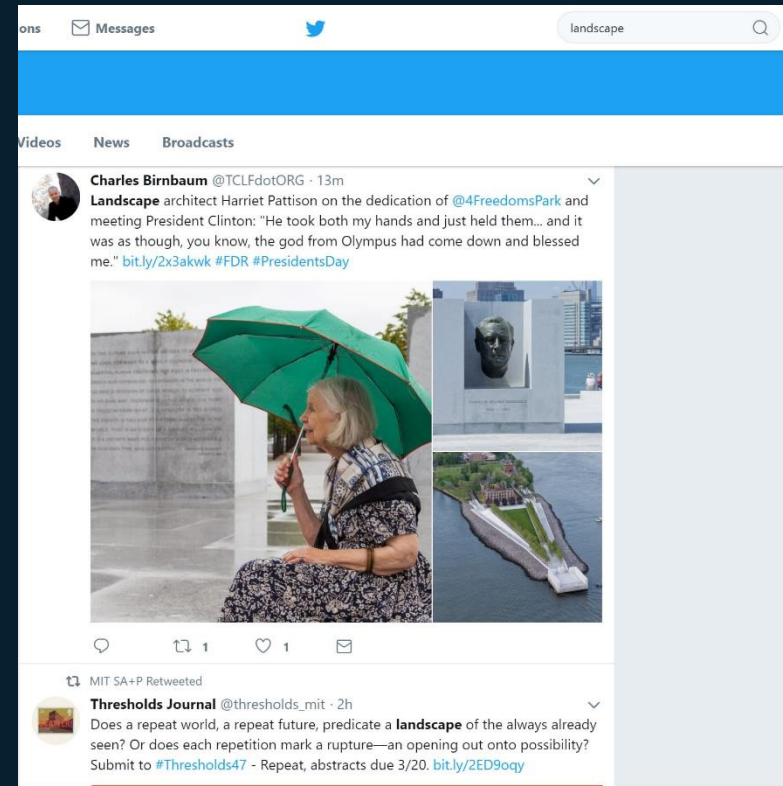 ons Messages landscape
Videos News Broadcasts
Charles Birnbaum @TCLFdotORG · 13m
Landscape architect Harriet Pattison on the dedication of @4FreedomsPark and
meeting President Clinton: "He took both my hands and just held them... and it
was as though, you know, the god from Olympus had come down and blessed
me." bit.ly/2x3akwk #FDR #PresidentsDay
1 1
MIT SA+P Retweeted
Thresholds Journal @thresholds_mit · 2h
Does a repeat world, a repeat future, predicate a landscape of the always already
seen? Or does each repetition mark a rupture—an opening out onto possibility?
Submit to #Thresholds47 - Repeat, abstracts due 3/20. bit.ly/2ED9oqy